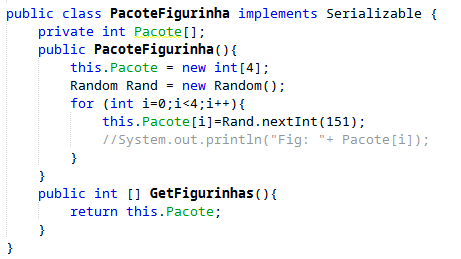 public class PacoteFigurinha implements Serializable {
    private int Pacote[];
    public PacoteFigurinha(){
        this.Pacote = new int[4];
        Random Rand = new Random();
        for (int i=0;i<4;i++){
            this.Pacote[i]=Rand.nextInt(151);
            //System.out.println("Fig: "+ Pacote[i]);
        }
    }
    public int [] GetFigurinhas(){
        return this.Pacote;
    }
}